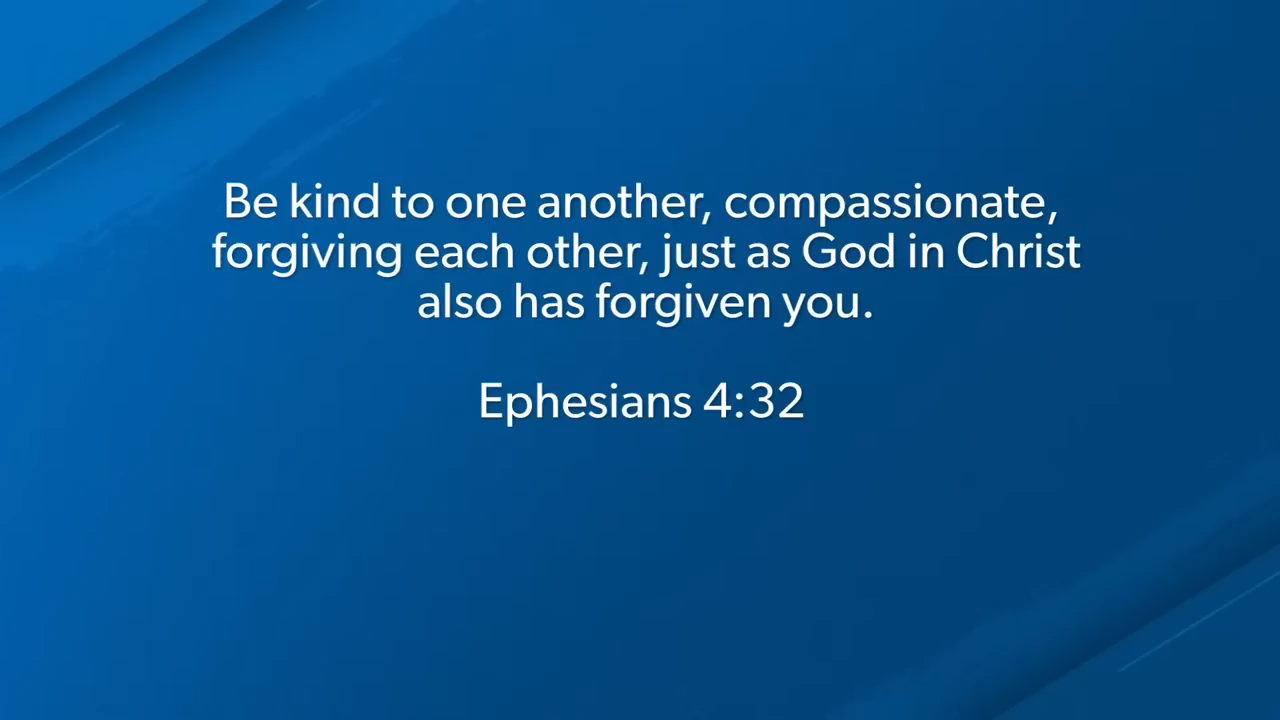 Be kind to one another, compassionate,
forgiving each other, just as God in Christ
also has forgiven you.
Ephesians 4:32